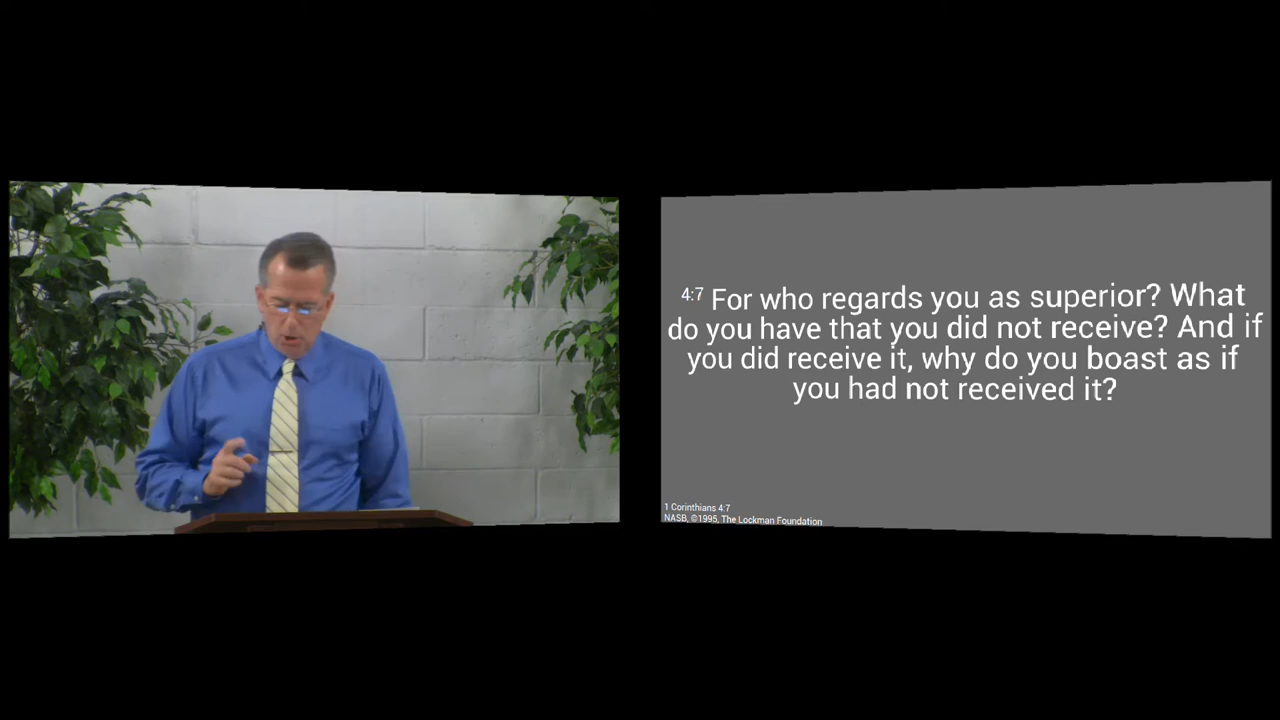 4:7 For who regards you as superior? What
do you have that you did not receive? And if
you did receive it, why do you boast as if
you had not received it?
1 Corinthians 4:7
NASB, ©1995, The Lockman Foundation